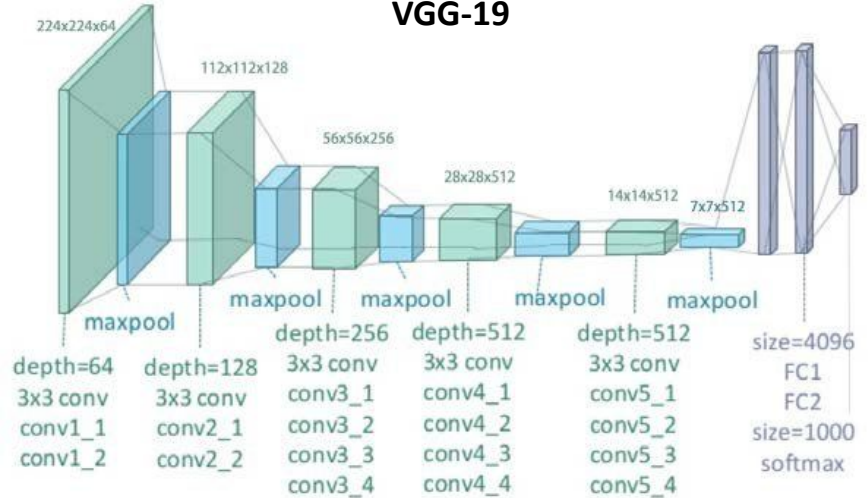 VGG-19
224x224x64
112x112x128
56x56x256
28x28x512
14x14x512
7x7x512
maxpool
maxpool
maxpool
maxpool
maxpool
depth=64
3x3 conv
conv1_1
conv1_2
depth=128
3x3 conv
conv2_1
conv2_2
depth=256
3x3 conv
conv3_1
conv3_2
conv3_3
conv3_4
depth=512
3x3 conv
conv4_1
conv4_2
conv4_3
conv4_4
depth=512
3x3 conv
conv5_1
conv5_2
conv5_3
conv5_4
size=4096
FC1
FC2
size=1000
softmax